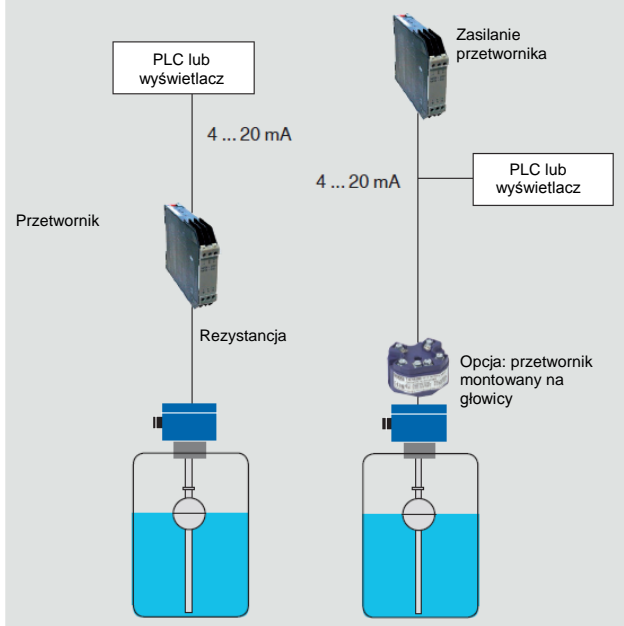 PLC lub
wyświetlacz
4 ... 20 mA
Przetwornik
Rezystancja
Zasilanie
przetwornika
4 ... 20 mA
PLC lub
wyświetlacz
Opcja: przetwornik
montowany na
głowicy